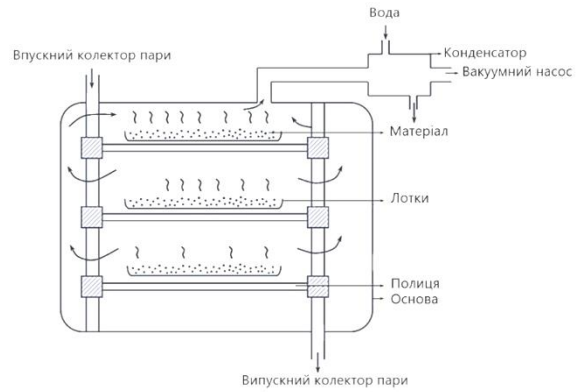 Вода
Впускний колектор пари
Конденсатор
Вакуумний насос
Матеріал
Лотки
Полиця
Основа
Випускний колектор пари